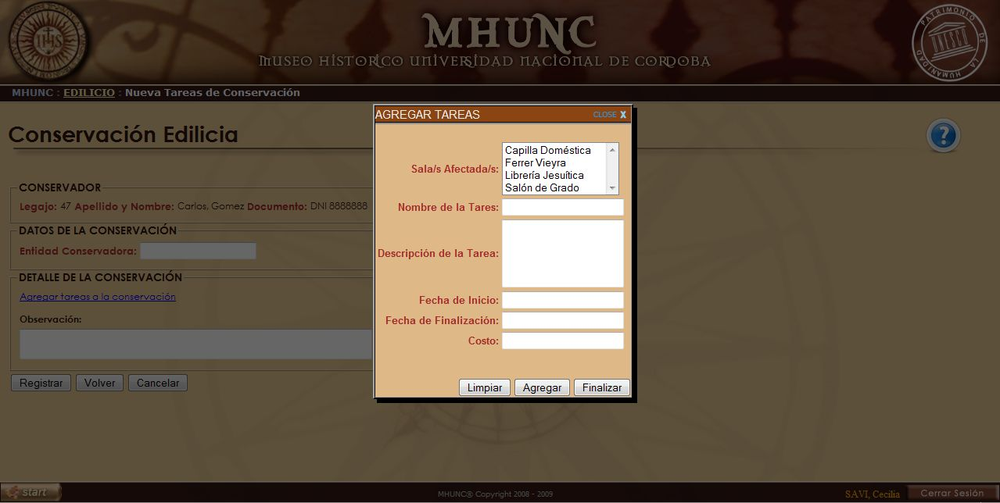 MHUNC
MUSEO HISTORICO UNIVERSIDAD NACIONAL DE CORDOBA
IHS
PATRIMONIO DE LA HUMANIDAD
UNESCO
MHUNC : EDILICIO : Nueva Tareas de Conservación
Conservación Edilicia
?
CONSERVADOR
Legajo: 47 Apellido y Nombre: Carlos, Gomez Documento: DNI 8888888
DATOS DE LA CONSERVACIÓN
Entidad Conservadora:
DETALLE DE LA CONSERVACIÓN
Agregar tareas a la conservación
Observación:
Registrar Volver Cancelar
AGREGAR TAREAS CLOSE X
Sala/s Afectada/s:
Capilla Doméstica
Ferrer Vieyra
Librería Jesuítica
Salón de Grado
Nombre de la Tares:
Descripción de la Tarea:
Fecha de Inicio:
Fecha de Finalización:
Costo:
Limpiar Agregar Finalizar
start
MHUNC® Copyright 2008 - 2009
SAVI, Cecilia
Cerrar Sesión